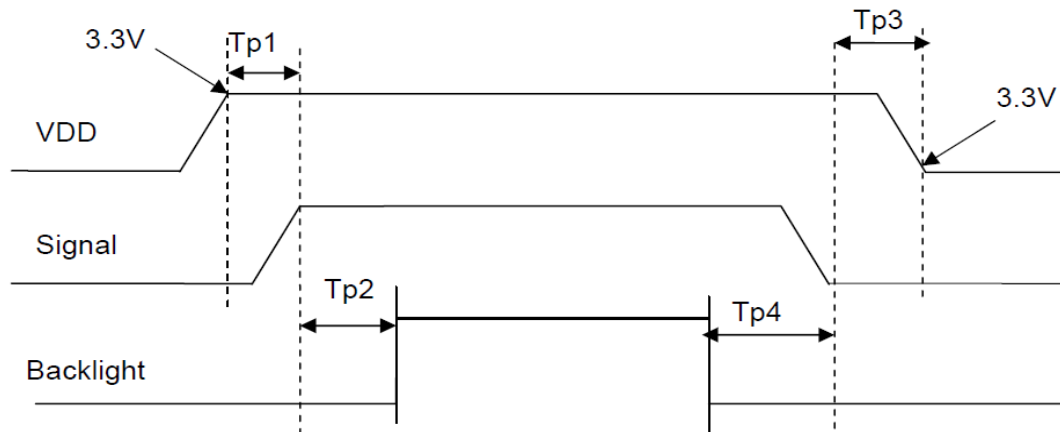 Tp1
Tp3
3.3V
3.3V
VDD
Signal
Tp2
Tp4
Backlight